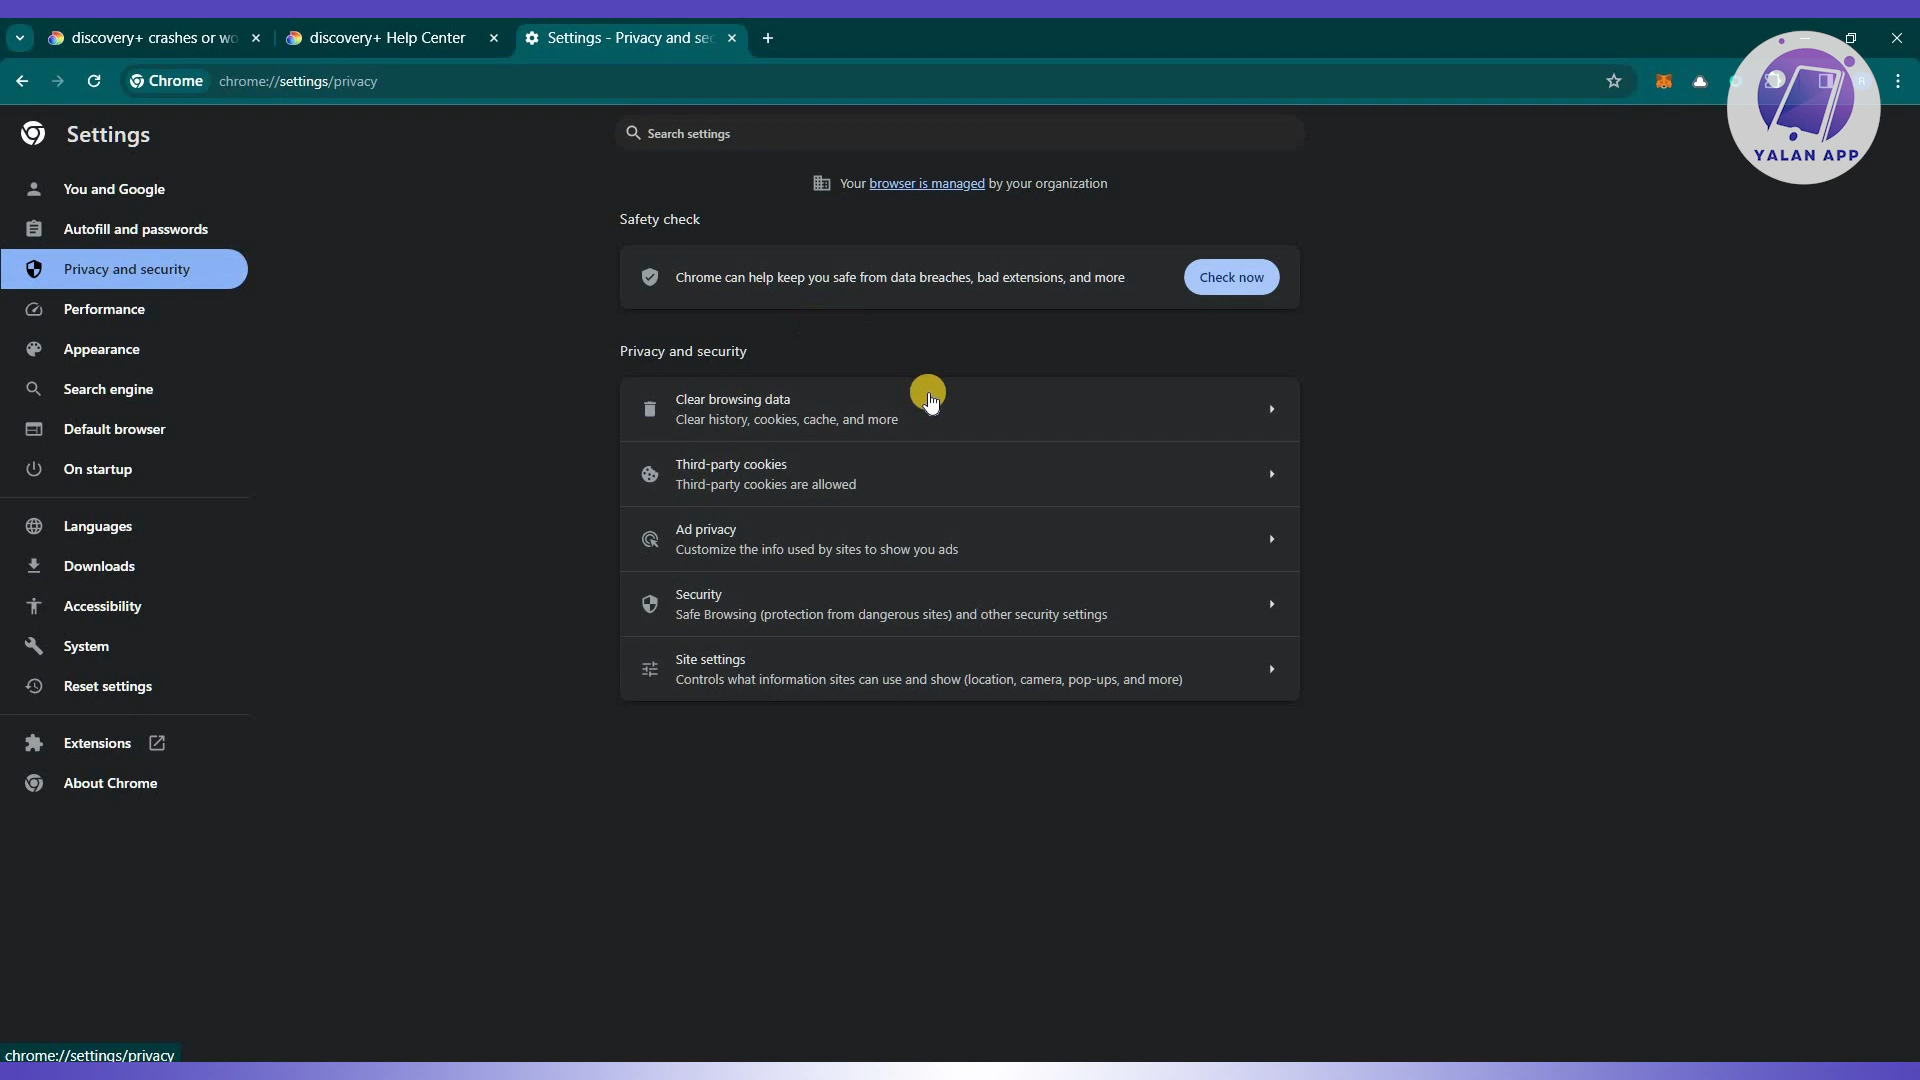 discovery+ crashes or wo
discovery+ Help Center
Settings - Privacy and sec
Chrome
chrome://settings/privacy
R
YALAN APP
Settings
Search settings
You and Google
Autofill and passwords
Privacy and security
Performance
Appearance
Search engine
Default browser
On startup
Languages
Downloads
Accessibility
System
Reset settings
Extensions
About Chrome
Your browser is managed by your organization
Safety check
Chrome can help keep you safe from data breaches, bad extensions, and more
Check now
Privacy and security
Clear browsing data
Clear history, cookies, cache, and more
Third-party cookies
Third-party cookies are allowed
Ad privacy
Customize the info used by sites to show you ads
Security
Safe Browsing (protection from dangerous sites) and other security settings
Site settings
Controls what information sites can use and show (location, camera, pop-ups, and more)
chrome://settings/privacy